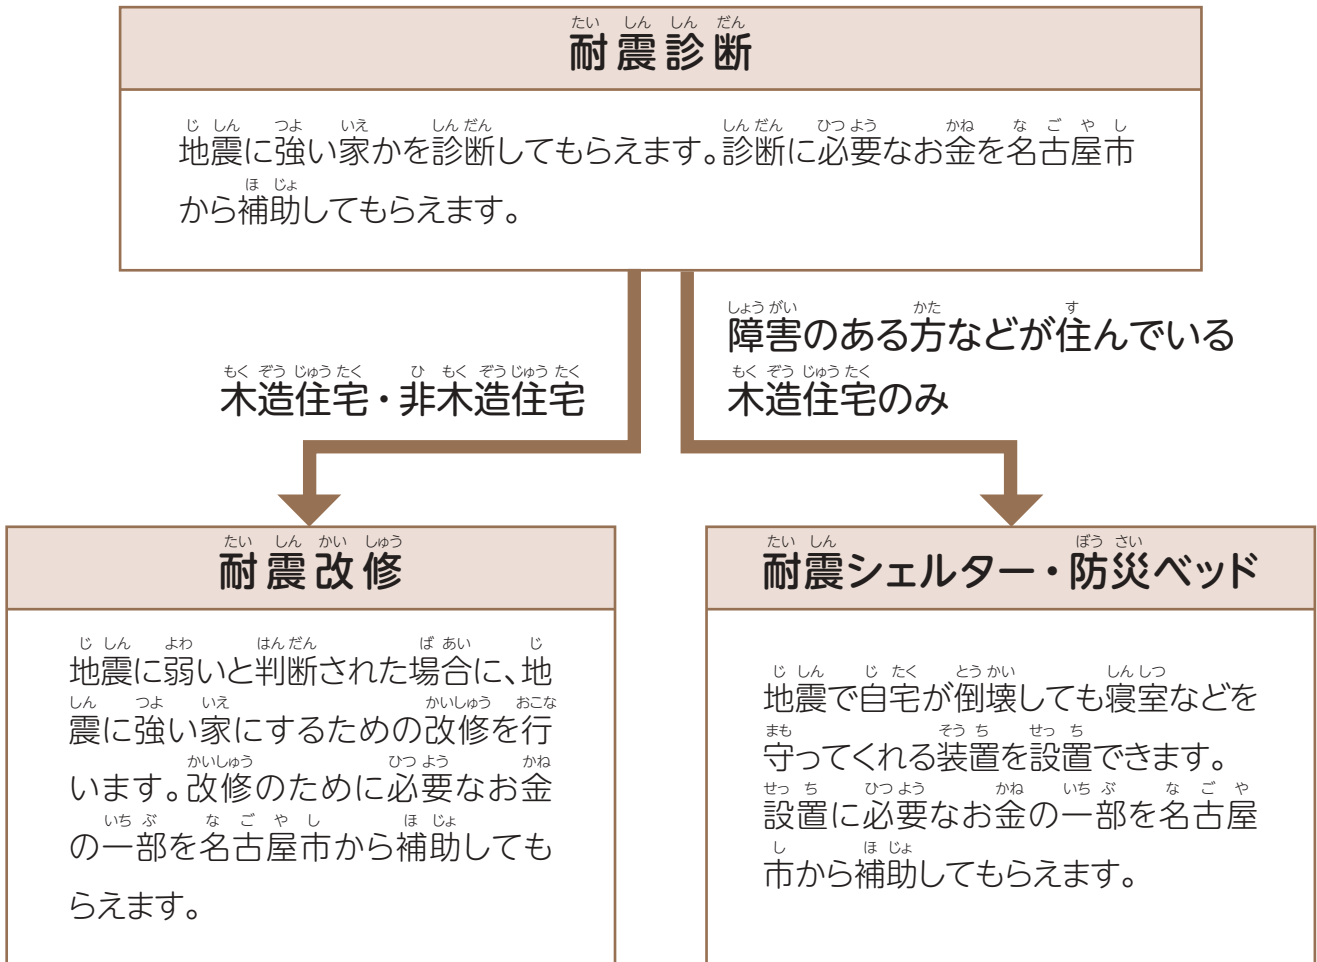 耐震診断
地震に強い家かを診断してもらえます。診断に必要なお金を名古屋市
から補助してもらえます。
木造住宅・非木造住宅
障害のある方などが住んでいる
木造住宅のみ
耐震改修
地震に弱いと判断された場合に、地
震に強い家にするための改修を行
います。改修のために必要なお金
の一部を名古屋市から補助しても
らえます。
耐震シェルター・防災ベッド
地震で自宅が倒壊しても寝室などを
守ってくれる装置を設置できます。
設置に必要なお金の一部を名古屋
市から補助してもらえます。